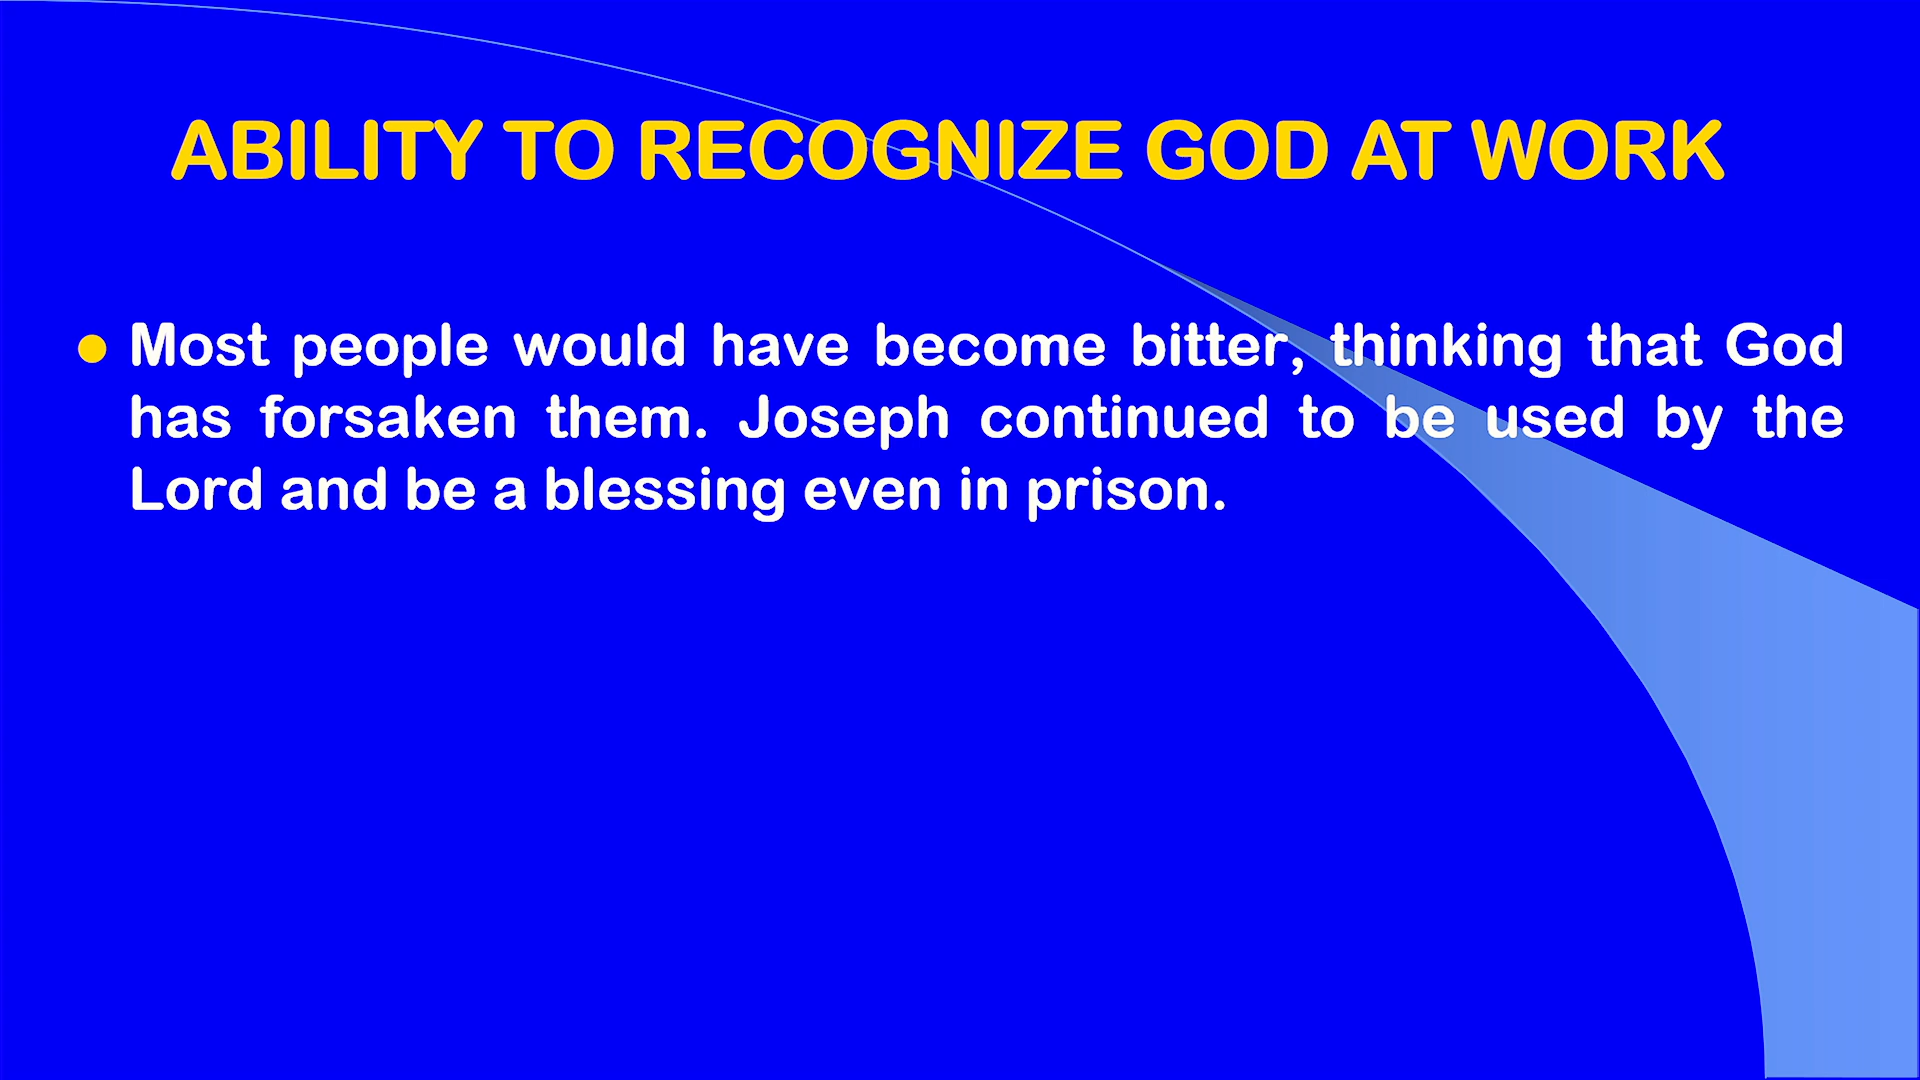 ABILITY TO RECOGNIZE GOD AT WORK
Most people would have become bitter, thinking that God
has forsaken them. Joseph continued to be used by the
Lord and be a blessing even in prison.